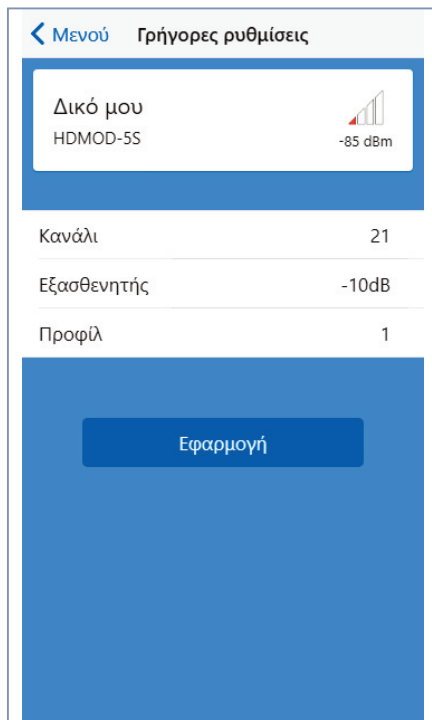 Μενού Γρήγορες ρυθμίσεις
Δικό μου
HDMOD-5S
-85 dBm
Κανάλι 21
Εξασθενητής -10dB
Προφίλ 1
Εφαρμογή